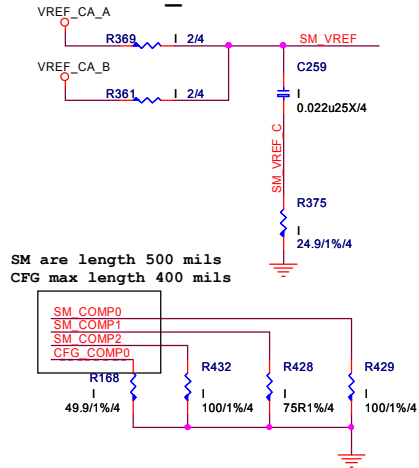 VREF_CA_A
R369
I 2/4
SM_VREF
VREF_CA_B
R361
I 2/4
C259
I
0.022u25X/4
SM_VREF_C
R375
I
24.9/1%/4
SM are length 500 mils
CFG max length 400 mils
SM_COMP0
SM_COMP1
SM_COMP2
CFG_COMP0
R168
I
49.9/1%/4
R432
I
100/1%/4
R428
I
75R1%/4
R429
I
100/1%/4